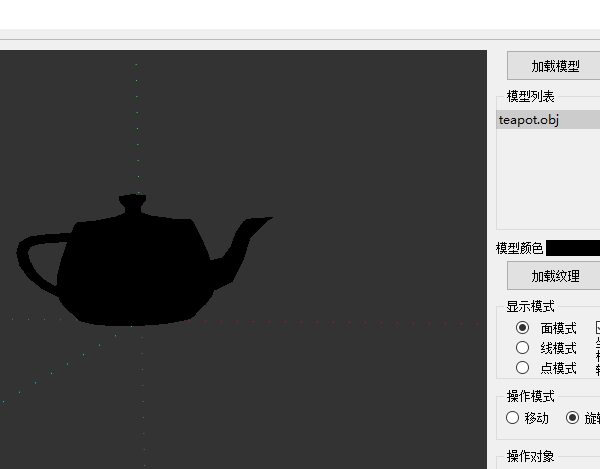 加载模型
模型列表
teapot.obj
模型颜色
加载纹理
显示模式
面模式
线模式
点模式
操作模式
移动
操作对象